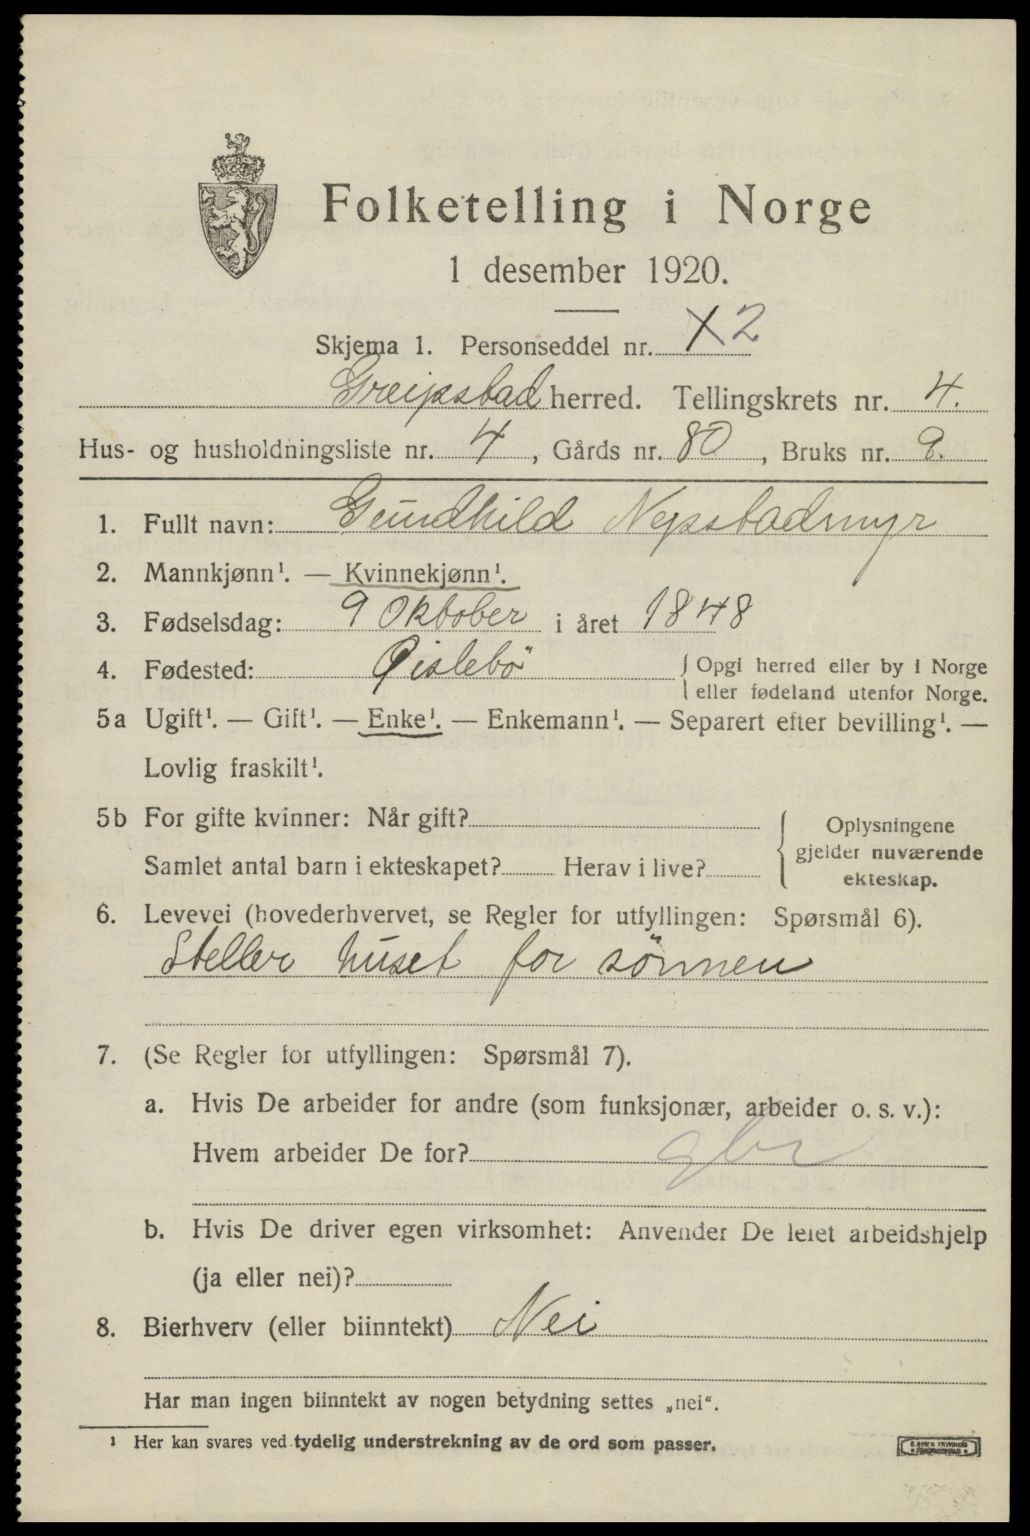 Folketelling i Norge
1 desember 1920.
Skjema 1. Personseddel nr. 2
Greipstad herred. Tellingskrets nr. 4.
Hus- og husholdningsliste nr. 4, Gårds nr. 80, Bruks nr. 9.
1. Fullt navn: Gundhild Nepstadmyr
2. Mannkjønn¹. — Kvinnekjønn¹.
3. Fødselsdag: 9 Oktober i året 1848
4. Fødested: Øislebö { Opgi herred eller by i Norge
eller fødeland utenfor Norge.
5a Ugift¹. — Gift¹. — Enke¹. — Enkemann¹. — Separert efter bevilling¹. —
Lovlig fraskilt¹.
5b For gifte kvinner: Når gift?
Samlet antal barn i ekteskapet? Herav i live?
{ Oplysningene
gjelder nuværende
ekteskap.
6. Levevei (hovederhvervet, se Regler for utfyllingen: Spørsmål 6).
Steller huset for sönnen
7. (Se Regler for utfyllingen: Spørsmål 7).
a. Hvis De arbeider for andre (som funksjonær, arbeider o. s. v.):
Hvem arbeider De for?
b. Hvis De driver egen virksomhet: Anvender De leiet arbeidshjelp
(ja eller nei)?
8. Bierhverv (eller biinntekt) Nei
Har man ingen biinntekt av nogen betydning settes „nei“.
¹ Her kan svares ved tydelig understrekning av de ord som passer.